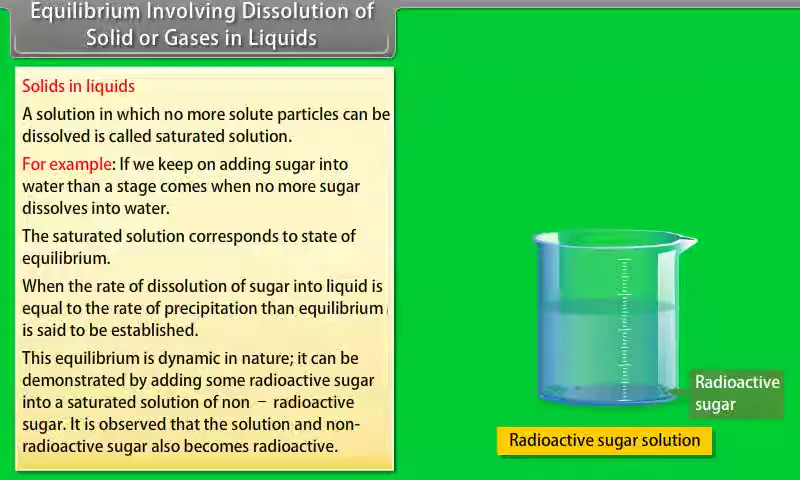 Equilibrium Involving Dissolution of
Solid or Gases in Liquids
Solids in liquids
A solution in which no more solute particles can be
dissolved is called saturated solution.
For example: If we keep on adding sugar into
water than a stage comes when no more sugar
dissolves into water.
The saturated solution corresponds to state of
equilibrium.
When the rate of dissolution of sugar into liquid is
equal to the rate of precipitation than equilibrium
is said to be established.
This equilibrium is dynamic in nature; it can be
demonstrated by adding some radioactive sugar
into a saturated solution of non – radioactive
sugar. It is observed that the solution and non-
radioactive sugar also becomes radioactive.
Radioactive
sugar
Radioactive sugar solution